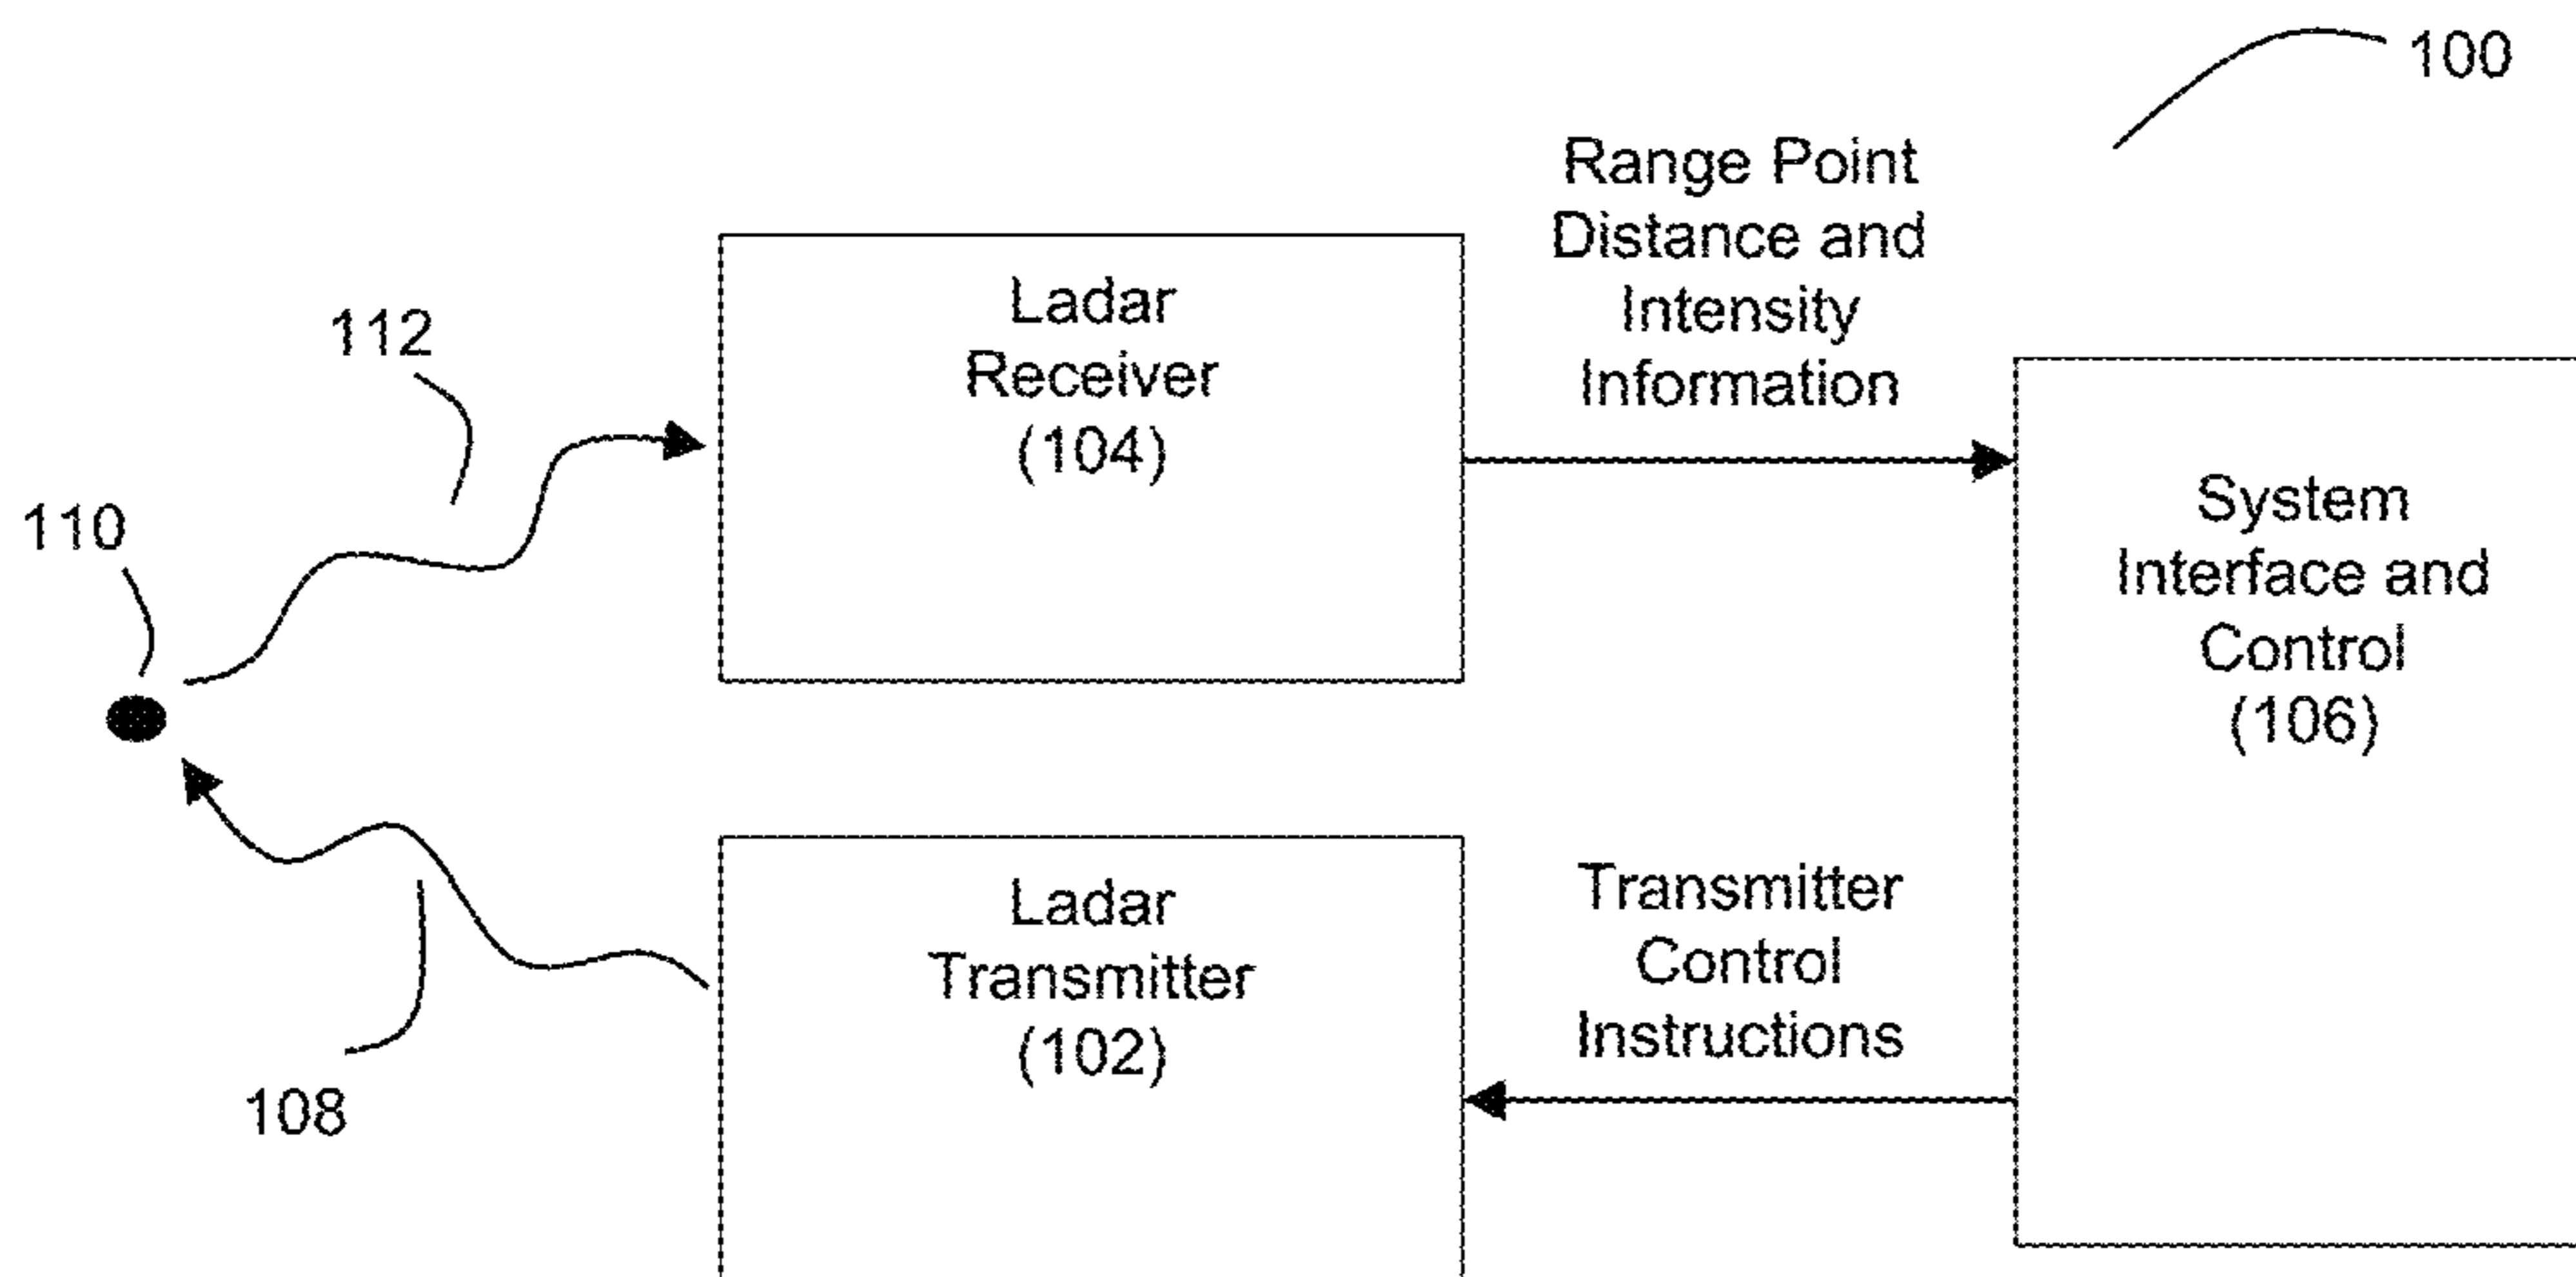 100
Range Point
Distance and
Intensity
Information
Ladar
Receiver
(104)
112
110
System
Interface and
Control
(106)
Ladar
Transmitter
(102)
Transmitter
Control
Instructions
108